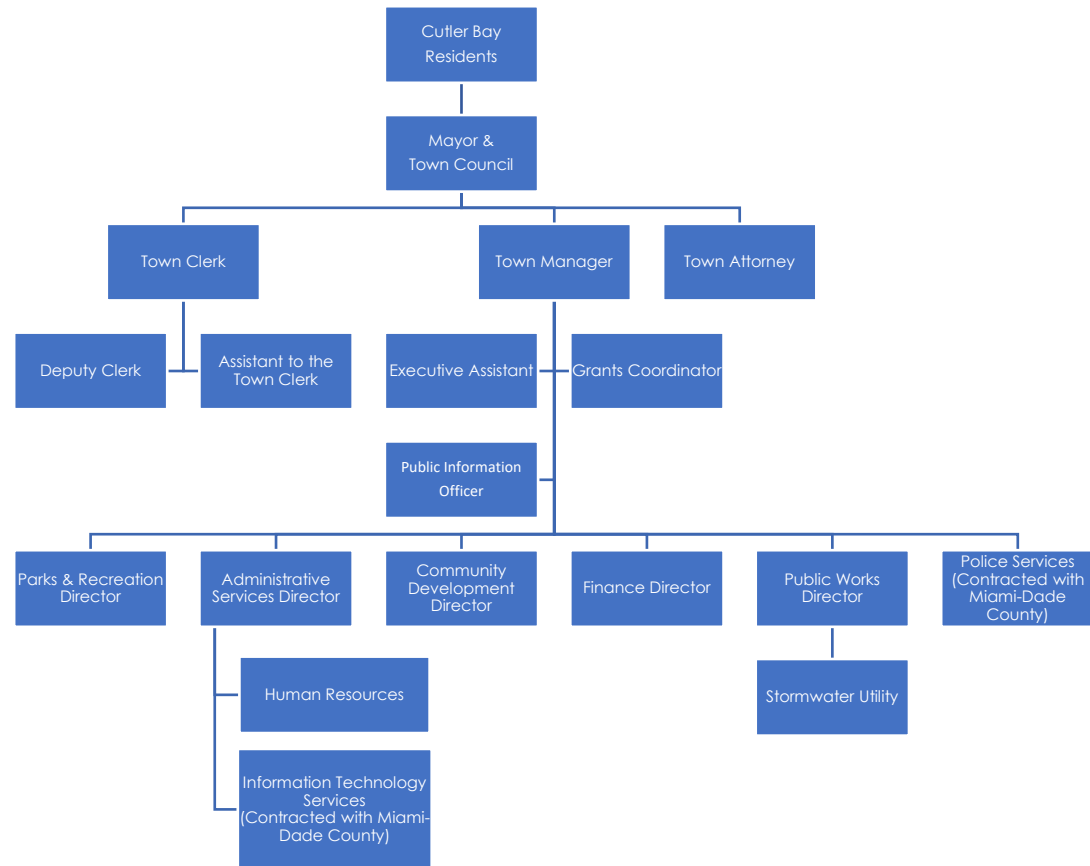 Cutler Bay
Residents
Mayor &
Town Council
Town Clerk
Town Manager
Town Attorney
Deputy Clerk
Assistant to the
Town Clerk
Executive Assistant
Grants Coordinator
Public Information
Officer
Parks & Recreation
Director
Administrative
Services Director
Community
Development
Director
Finance Director
Public Works
Director
Police Services
(Contracted with
Miami-Dade
County)
Human Resources
Stormwater Utility
Information Technology
Services
(Contracted with Miami-
Dade County)